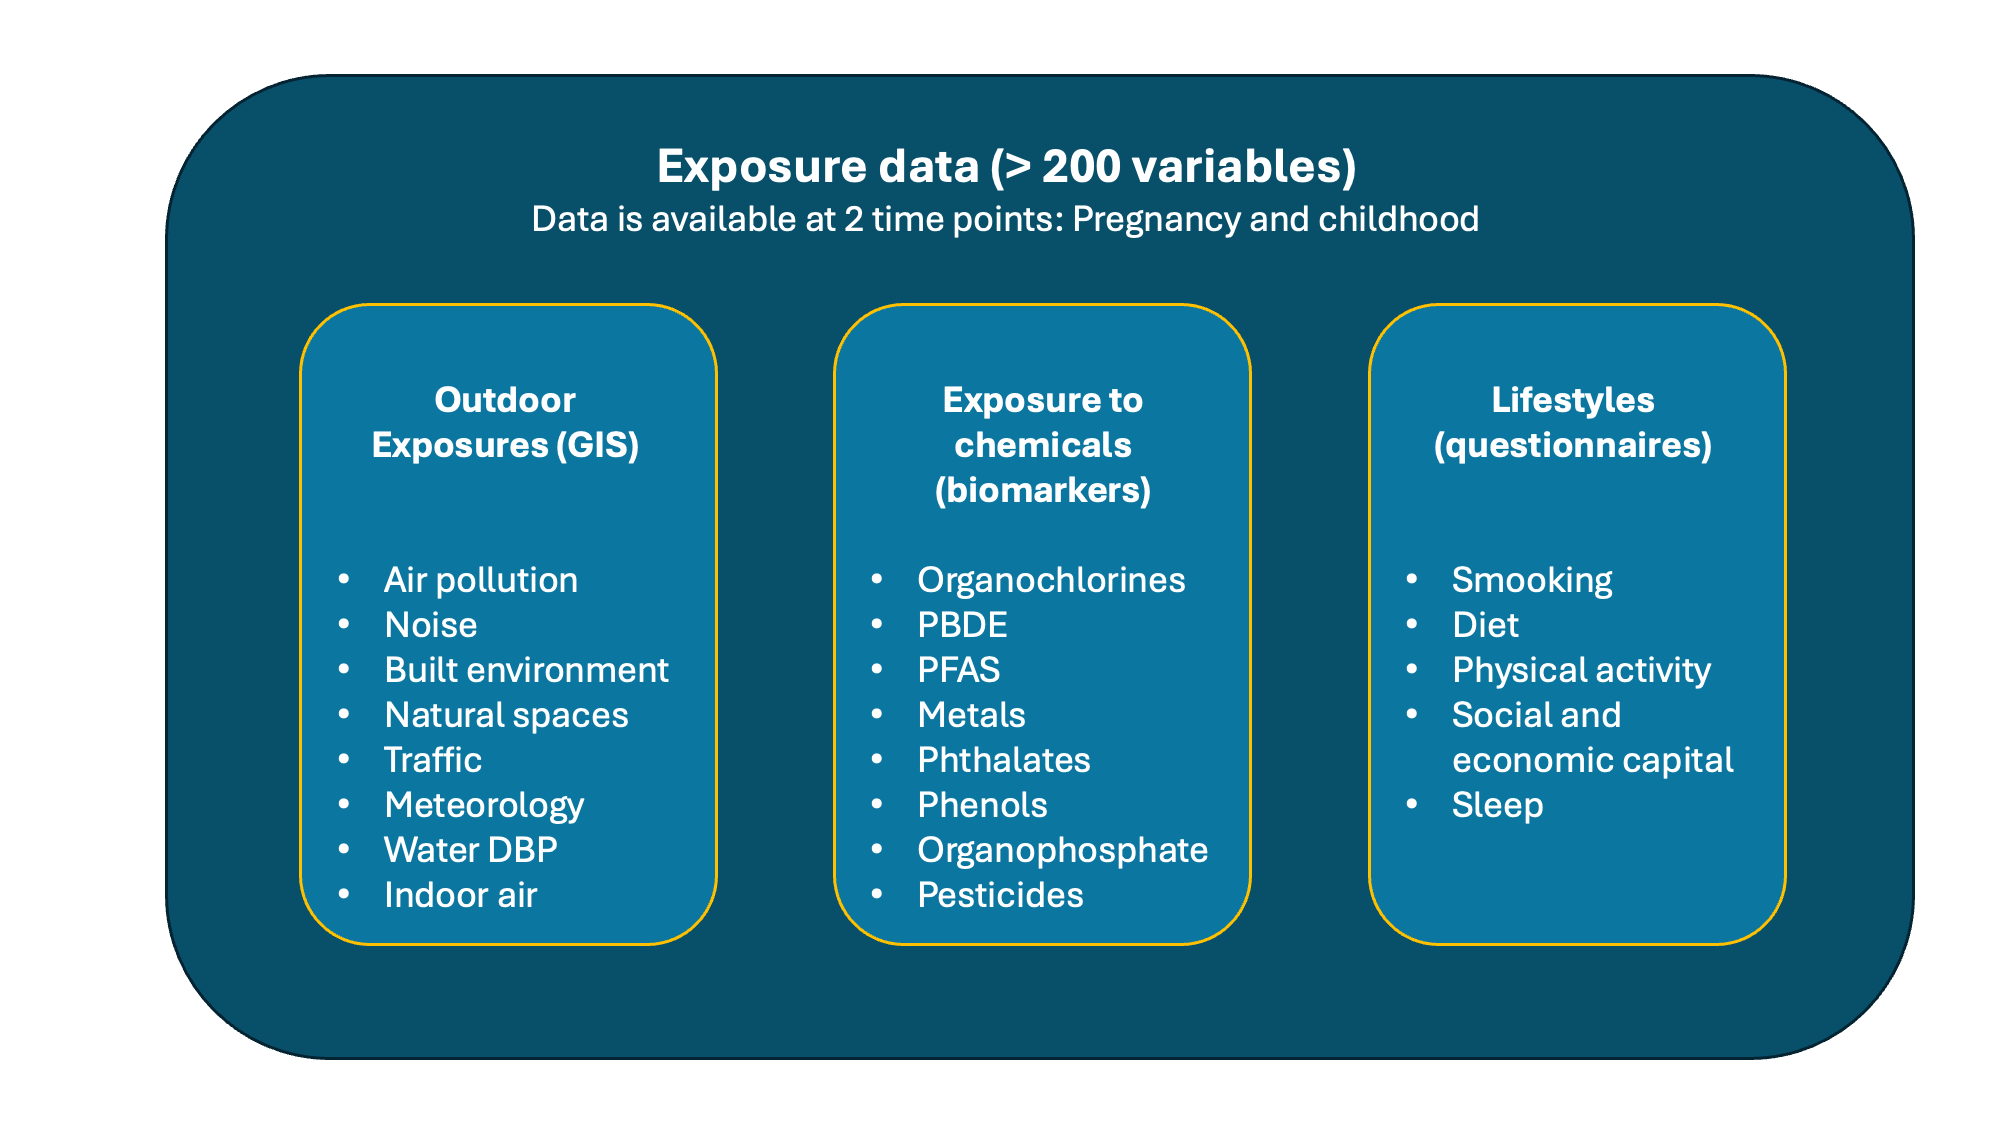 Exposure data (> 200 variables)
Data is available at 2 time points: Pregnancy and childhood
Outdoor
Exposures (GIS)
• Air pollution
• Noise
• Built environment
• Natural spaces
• Traffic
• Meteorology
• Water DBP
• Indoor air
Exposure to
chemicals
(biomarkers)
• Organochlorines
• PBDE
• PFAS
• Metals
• Phthalates
• Phenols
• Organophosphate
• Pesticides
Lifestyles
(questionnaires)
• Smooking
• Diet
• Physical activity
• Social and
economic capital
• Sleep